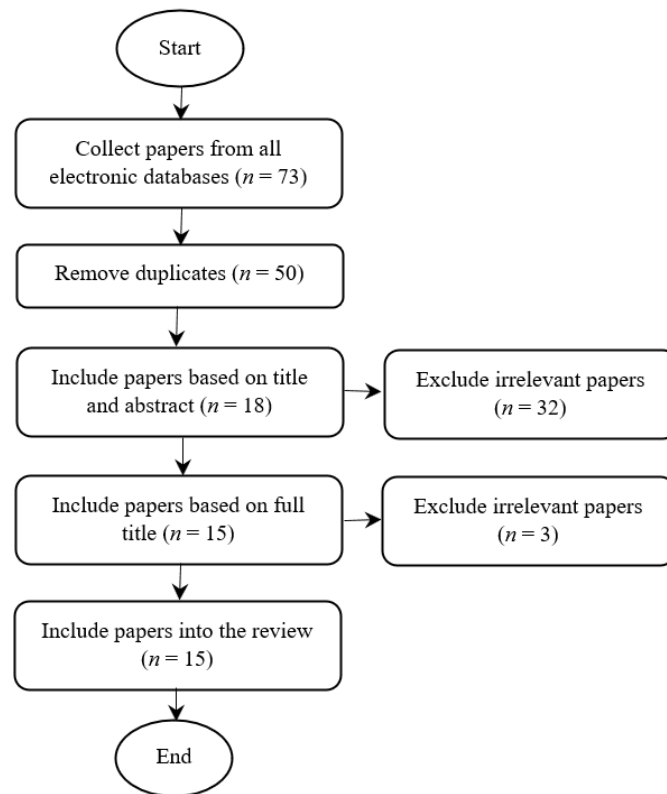 Start
Collect papers from all
electronic databases (n = 73)
Remove duplicates (n = 50)
Include papers based on title
and abstract (n = 18)
Exclude irrelevant papers
(n = 32)
Include papers based on full
title (n = 15)
Exclude irrelevant papers
(n = 3)
Include papers into the review
(n = 15)
End